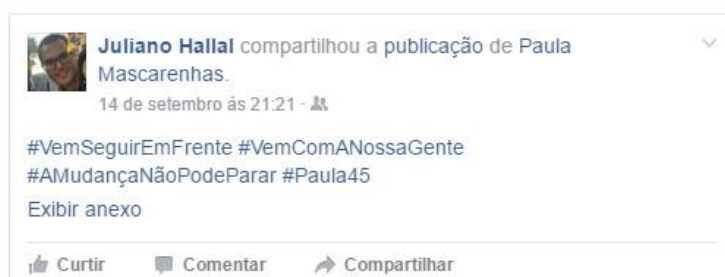 Juliano Hallal compartilhou a publicação de Paula
Mascarenhas.
14 de setembro às 21:21 ·
#VemSeguirEmFrente #VemComANossaGente
#AMudançaNãoPodeParar #Paula45
Exibir anexo
Curtir Comentar Compartilhar